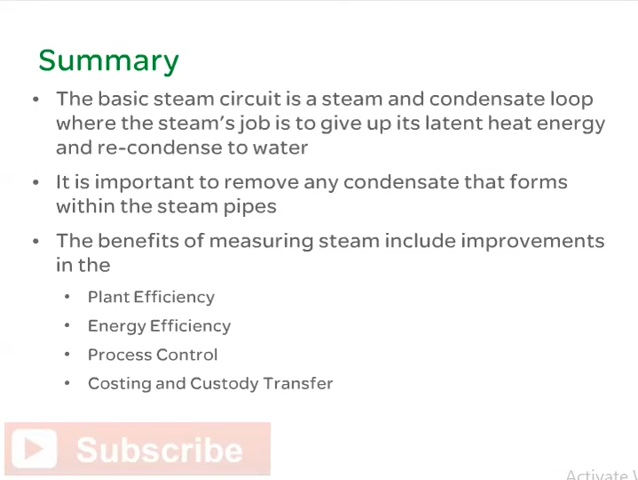 Summary
• The basic steam circuit is a steam and condensate loop
where the steam's job is to give up its latent heat energy
and re-condense to water
• It is important to remove any condensate that forms
within the steam pipes
• The benefits of measuring steam include improvements
in the
• Plant Efficiency
• Energy Efficiency
• Process Control
• Costing and Custody Transfer
Subscribe
Activate